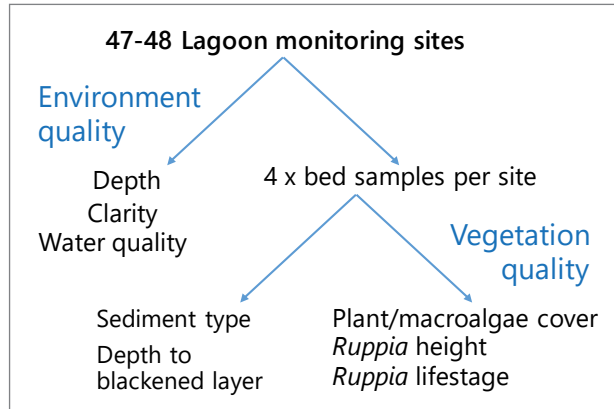 47-48 Lagoon monitoring sites
Environment
quality
Depth
Clarity
Water quality
4 x bed samples per site
Vegetation
quality
Sediment type
Depth to
blackened layer
Plant/macroalgae cover
Ruppia height
Ruppia lifestage